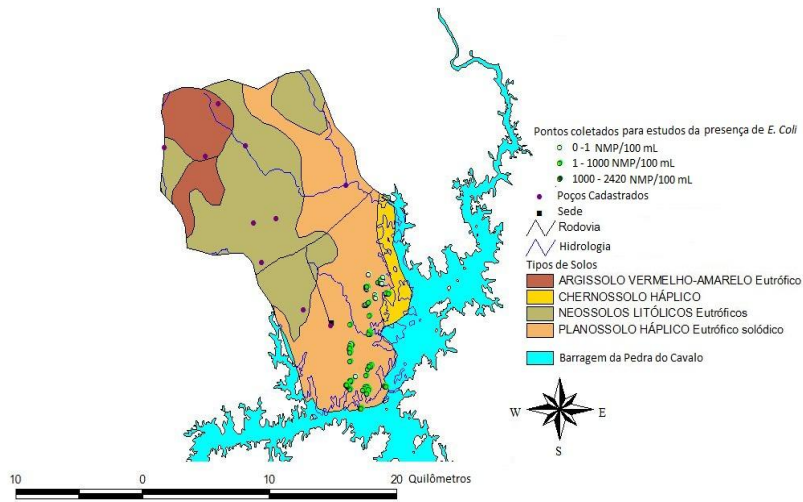 Pontos coletados para estudos da presença de E. Coli
0 -1 NMP/100 mL
1 - 1000 NMP/100 mL
1000 - 2420 NMP/100 mL
Poços Cadastrados
Sede
Rodovia
Hidrologia
Tipos de Solos
ARGISSOLO VERMELHO-AMARELO Eutrófico
CHERNOSSOLO HÁPLICO
NEOSSOLOS LITÓLICOS Eutróficos
PLANOSSOLO HÁPLICO Eutrófico solódico
Barragem da Pedra do Cavalo
N
W E
S
10 0 10 20 Quilômetros